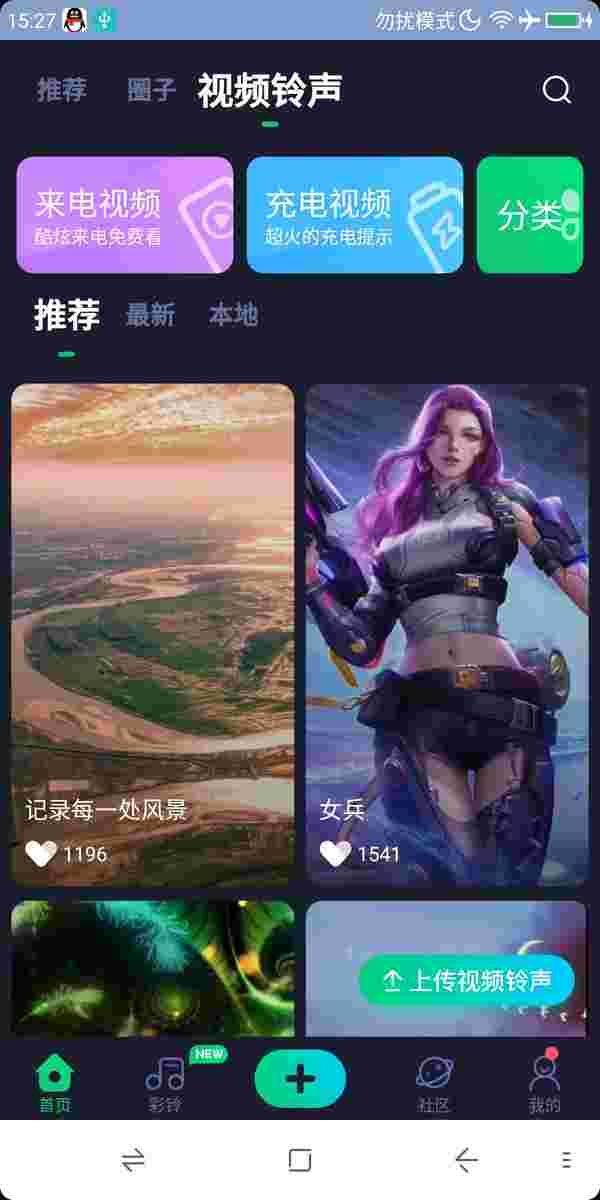 15:27
勿扰模式
推荐 圈子 视频铃声
来电视频
酷炫来电免费看
充电视频
超火的充电提示
分类
推荐 最新 本地
记录每一处风景
1196
女兵
1541
上传视频铃声
NEW
首页 彩铃 社区 我的